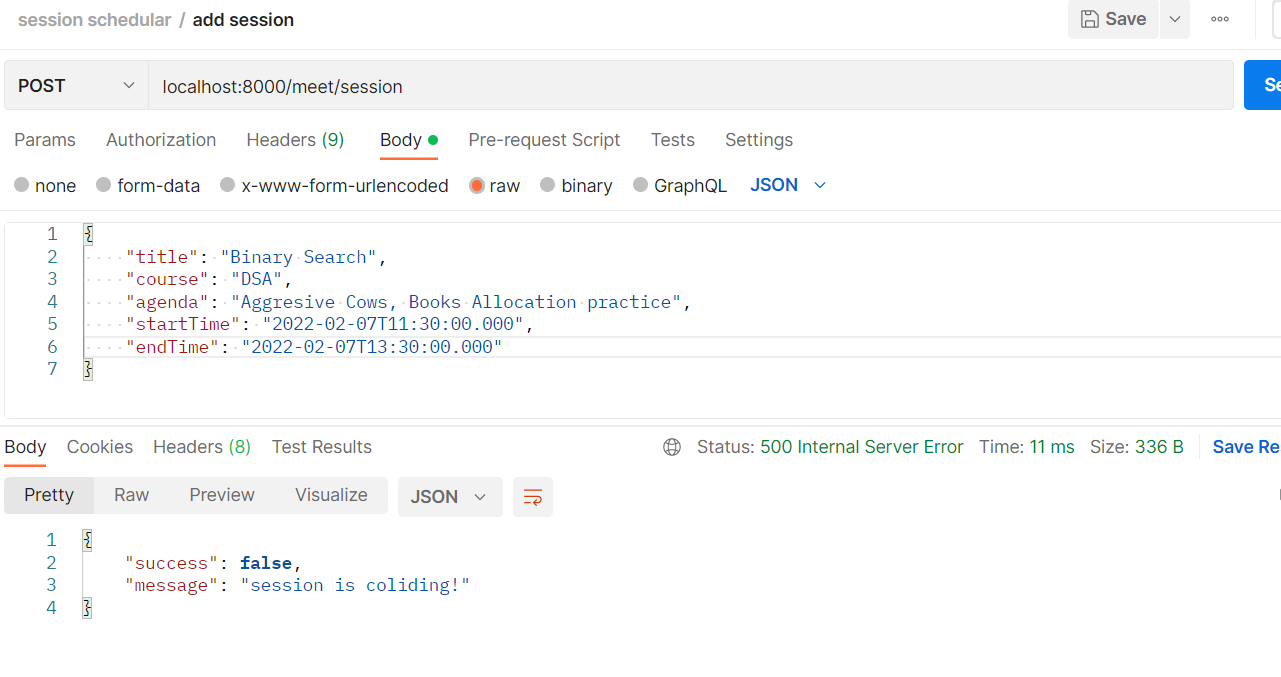 session schedular / add session
Save
POST
localhost:8000/meet/session
Params Authorization Headers (9) Body Pre-request Script Tests Settings
none form-data x-www-form-urlencoded raw binary GraphQL JSON
1 {
2 "title": "Binary Search",
3 "course": "DSA",
4 "agenda": "Aggresive Cows, Books Allocation practice",
5 "startTime": "2022-02-07T11:30:00.000",
6 "endTime": "2022-02-07T13:30:00.000"
7 }
Body Cookies Headers (8) Test Results Status: 500 Internal Server Error Time: 11 ms Size: 336 B Save Re
Pretty Raw Preview Visualize JSON
1 {
2 "success": false,
3 "message": "session is coliding!"
4 }